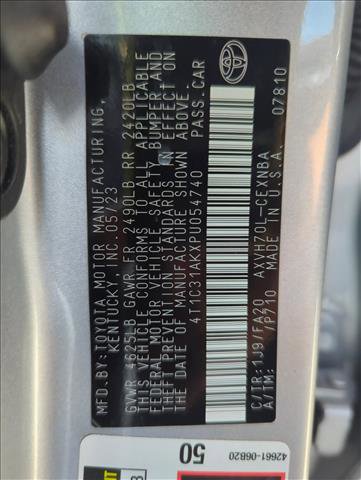 MFD.BY:TOYOTA MOTOR MANUFACTURING,
KENTUCKY INC.05/23
GVWR 4625LB GAWR FR 2490LB RR 2420LB
THIS VEHICLE CONFORMS TO ALL APPLICABLE
FEDERAL MOTOR VEHICLE SAFETY, BUMPER, AND
THEFT PREVENTION STANDARDS IN EFFECT ON
THE DATE OF MANUFACTURE SHOWN ABOVE.
4T1C31AKXPU054740 PASS.CAR
C/TR:1J9/FA20 AXVH70L-CEXNBA
A/TM: /P710 MADE IN U.S.A. 07810
42661-06B20
50